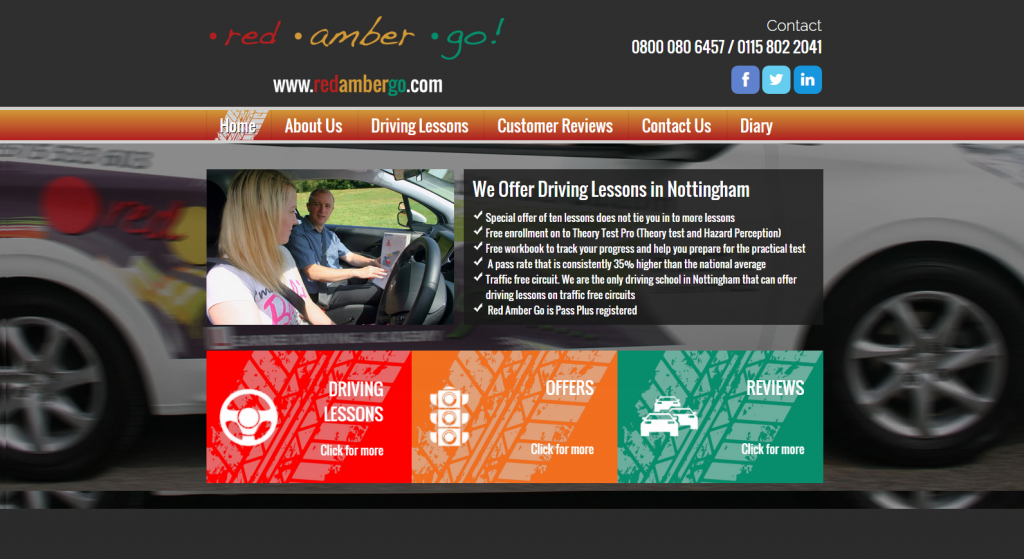 • red • amber • go!
www.redambergo.com
Contact
0800 080 6457 / 0115 802 2041
Home
About Us
Driving Lessons
Customer Reviews
Contact Us
Diary
red
We Offer Driving Lessons in Nottingham
Special offer of ten lessons does not tie you in to more lessons
Free enrollment on to Theory Test Pro (Theory test and Hazard Perception)
Free workbook to track your progress and help you prepare for the practical test
A pass rate that is consistently 35% higher than the national average
Traffic free circuit. We are the only driving school in Nottingham that can offer
driving lessons on traffic free circuits
Red Amber Go is Pass Plus registered
DRIVING
LESSONS
Click for more
OFFERS
Click for more
REVIEWS
Click for more